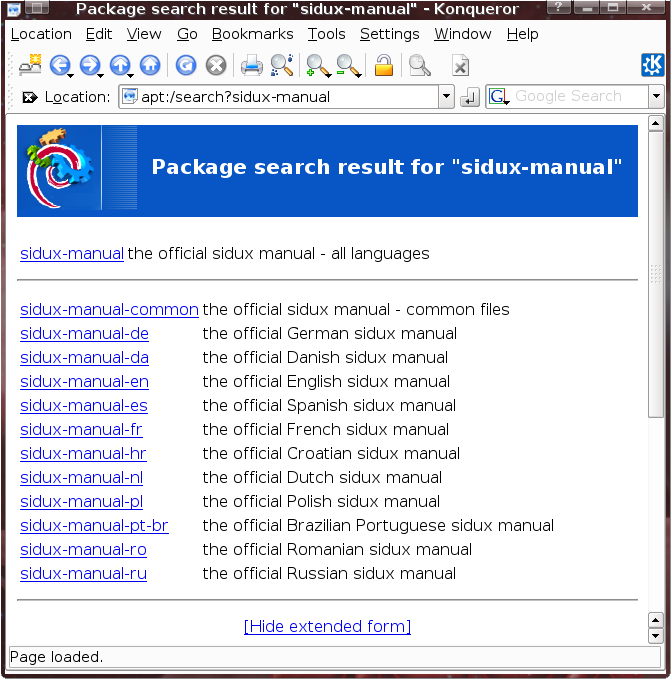 Package search result for "sidux-manual" - Konqueror
Location Edit View Go Bookmarks Tools Settings Window Help
Location: apt:/search?sidux-manual G Google Search
Package search result for "sidux-manual"
sidux-manual the official sidux manual - all languages
sidux-manual-common the official sidux manual - common files
sidux-manual-de the official German sidux manual
sidux-manual-da the official Danish sidux manual
sidux-manual-en the official English sidux manual
sidux-manual-es the official Spanish sidux manual
sidux-manual-fr the official French sidux manual
sidux-manual-hr the official Croatian sidux manual
sidux-manual-nl the official Dutch sidux manual
sidux-manual-pl the official Polish sidux manual
sidux-manual-pt-br the official Brazilian Portuguese sidux manual
sidux-manual-ro the official Romanian sidux manual
sidux-manual-ru the official Russian sidux manual
[Hide extended form]
Page loaded.